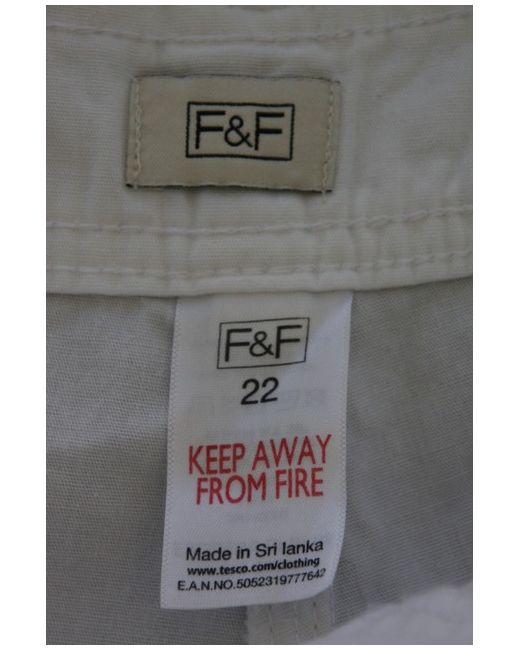 F&F
F&F
22
KEEP AWAY
FROM FIRE
Made in Sri lanka
www.tesco.com/clothing
E.A.N.NO.5052319777642